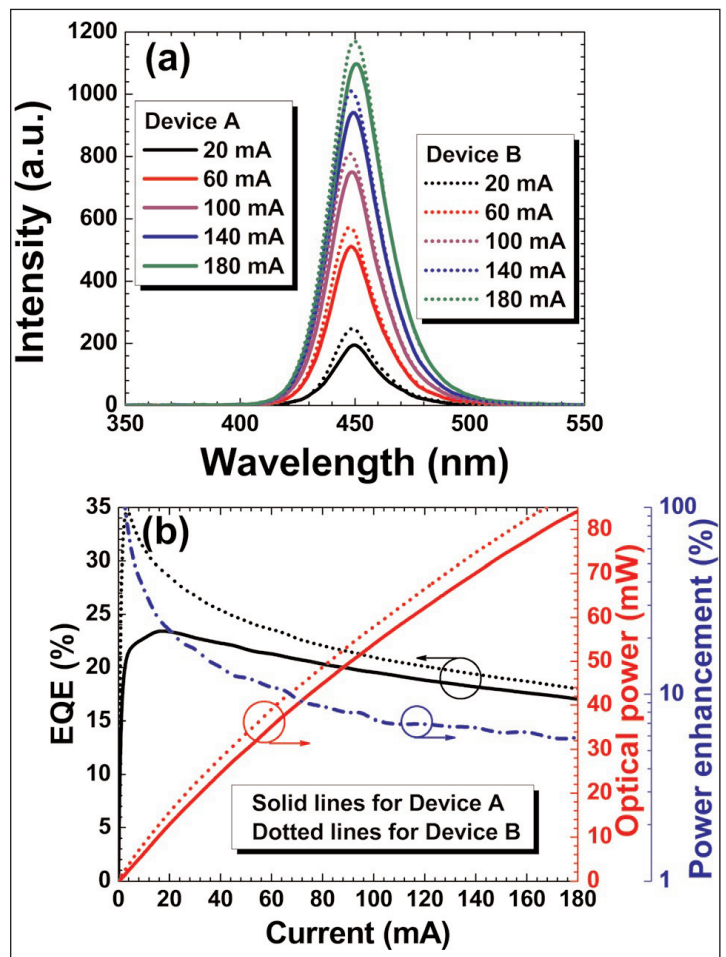 (a)
Intensity (a.u.)
1200
1000
800
600
400
200
0
Device A
20 mA
60 mA
100 mA
140 mA
180 mA
Device B
20 mA
60 mA
100 mA
140 mA
180 mA
350 400 450 500 550
Wavelength (nm)
(b)
EQE (%)
35
30
25
20
15
10
5
0
Solid lines for Device A
Dotted lines for Device B
0 20 40 60 80 100 120 140 160 180
Current (mA)
80
70
60
50
40
30
20
10
0
Optical power (mW)
100
10
1
Power enhancement (%)